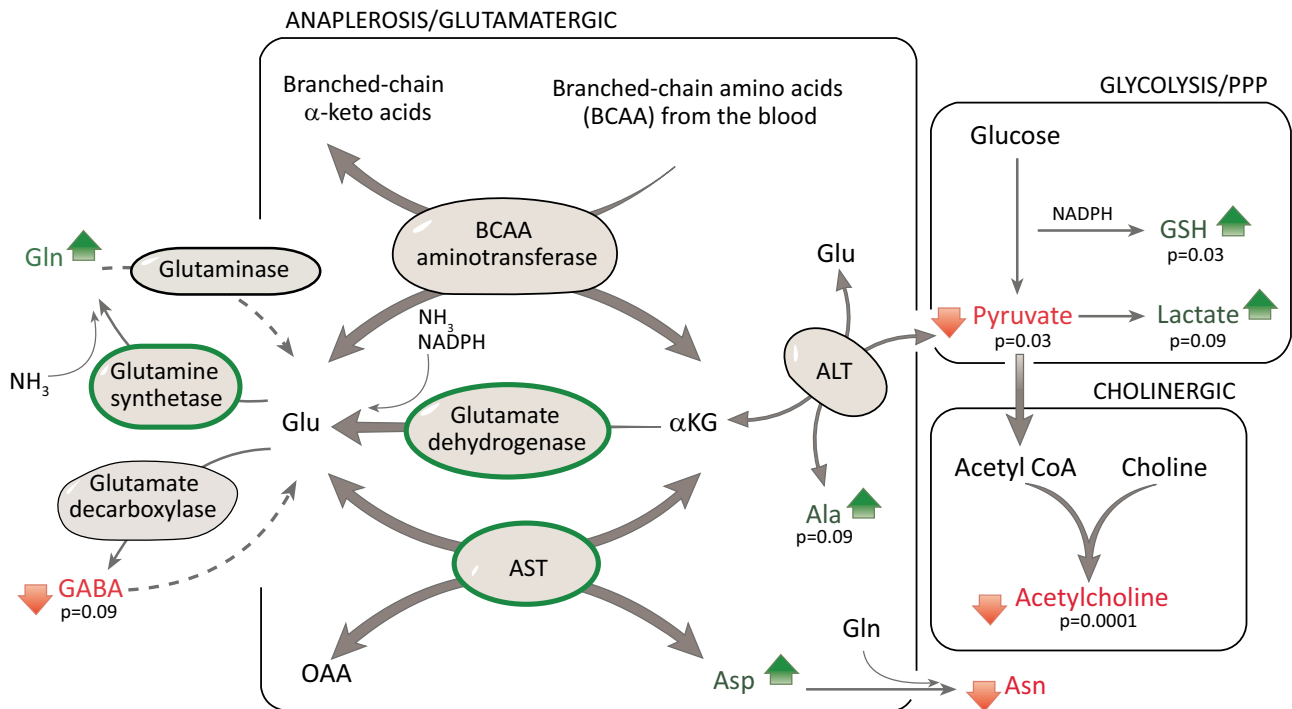 ANAPLEROSIS/GLUTAMATERGIC
Branched-chain
α-keto acids
Branched-chain amino acids
(BCAA) from the blood
GLYCOLYSIS/PPP
Glucose
NADPH
GSH
p=0.03
Pyruvate
p=0.03
Lactate
p=0.09
BCAA
aminotransferase
Gln
Glutaminase
Glu
NH3
NADPH
ALT
NH3
Glutamine
synthetase
Glu
Glutamate
dehydrogenase
αKG
CHOLINERGIC
Acetyl CoA
Choline
Acetylcholine
p=0.0001
Glutamate
decarboxylase
Ala
p=0.09
GABA
p=0.09
AST
OAA
Gln
Asp
Asn